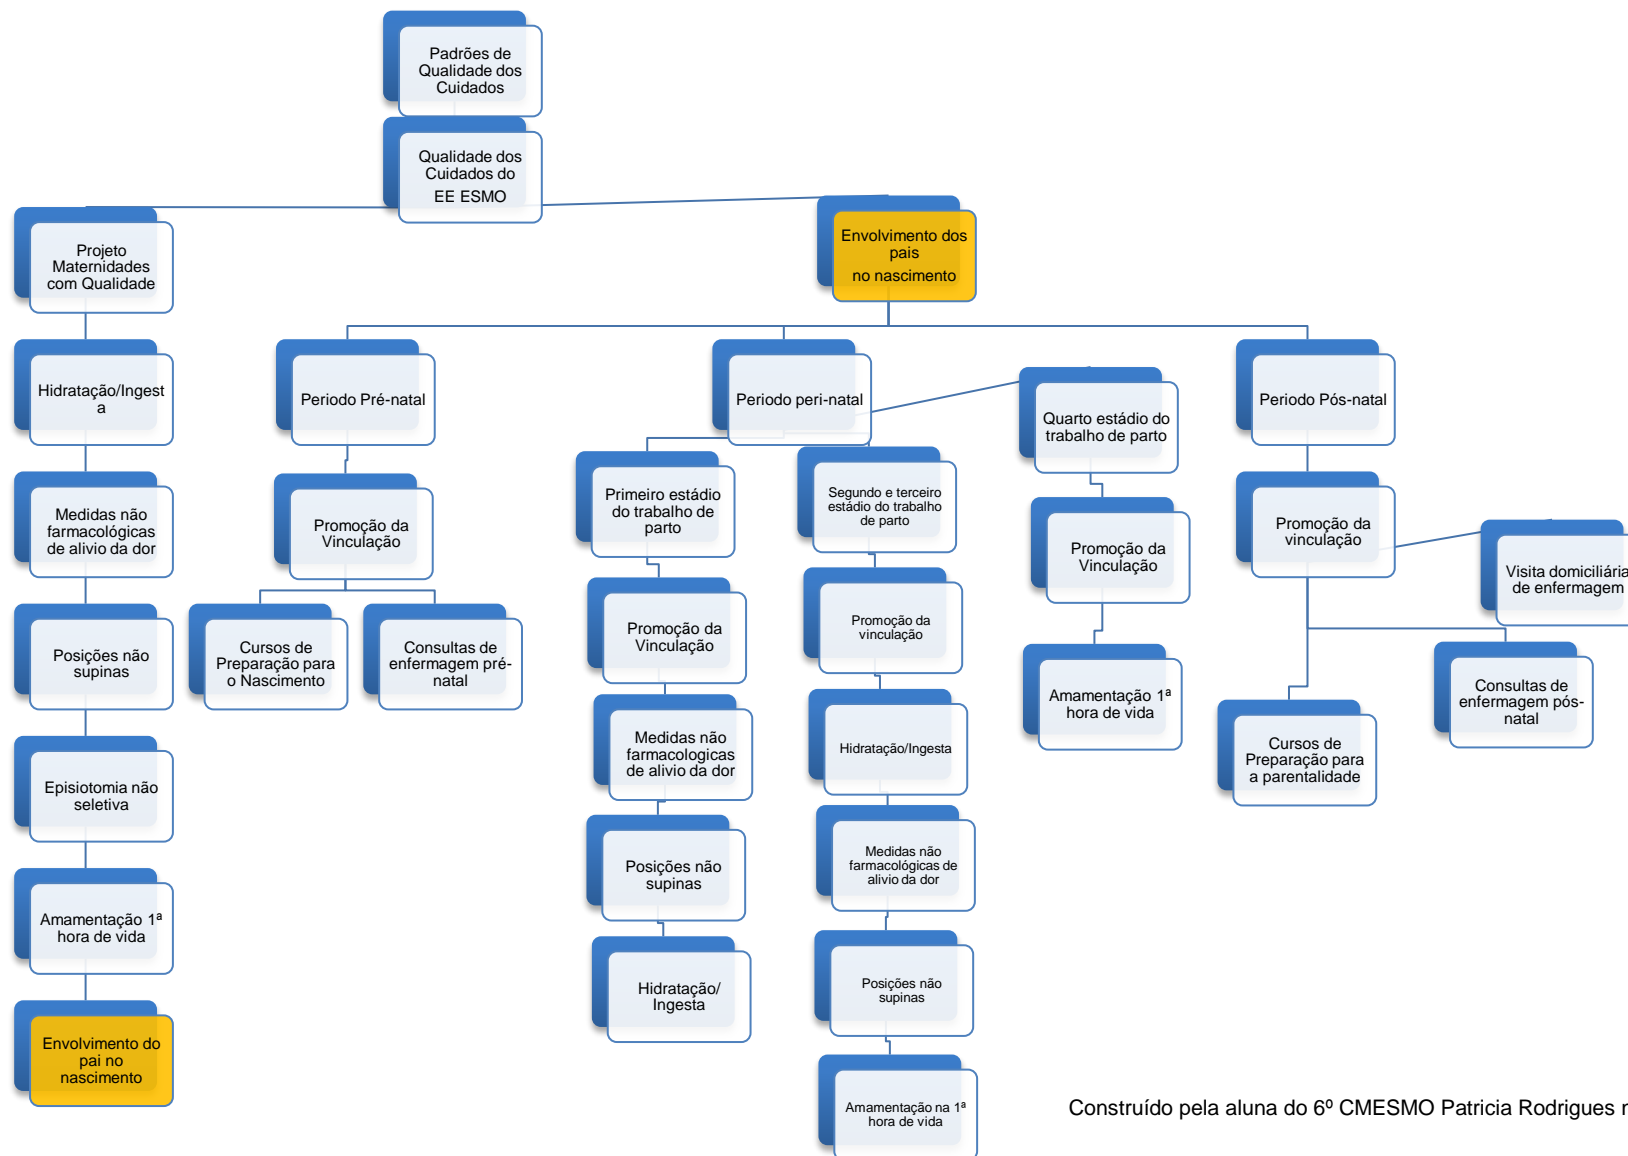 Padrões de
Qualidade dos
Cuidados
Qualidade dos
Cuidados do
EE ESMO
Projeto
Maternidades
com Qualidade
Envolvimento dos
pais
no nascimento
Hidratação/Ingest
a
Periodo Pré-natal
Periodo peri-natal
Quarto estádio do
trabalho de parto
Periodo Pós-natal
Medidas não
farmacológicas
de alivio da dor
Promoção da
Vinculação
Primeiro estádio
do trabalho de
parto
Segundo e terceiro
estádio do trabalho
de parto
Promoção da
Vinculação
Promoção da
vinculação
Visita domiciliária
de enfermagem
Posições não
supinas
Cursos de
Preparação para
o Nascimento
Consultas de
enfermagem pré-
natal
Promoção da
Vinculação
Promoção da
vinculação
Amamentação 1ª
hora de vida
Consultas de
enfermagem pós-
natal
Cursos de
Preparação para
a parentalidade
Episiotomia não
seletiva
Medidas não
farmacologicas
de alivio da dor
Hidratação/Ingesta
Amamentação 1ª
hora de vida
Posições não
supinas
Medidas não
farmacológicas de
alivio da dor
Envolvimento do
pai no
nascimento
Hidratação/
Ingesta
Posições não
supinas
Amamentação na 1ª
hora de vida
Construído pela aluna do 6º CMESMO Patricia Rodrigues